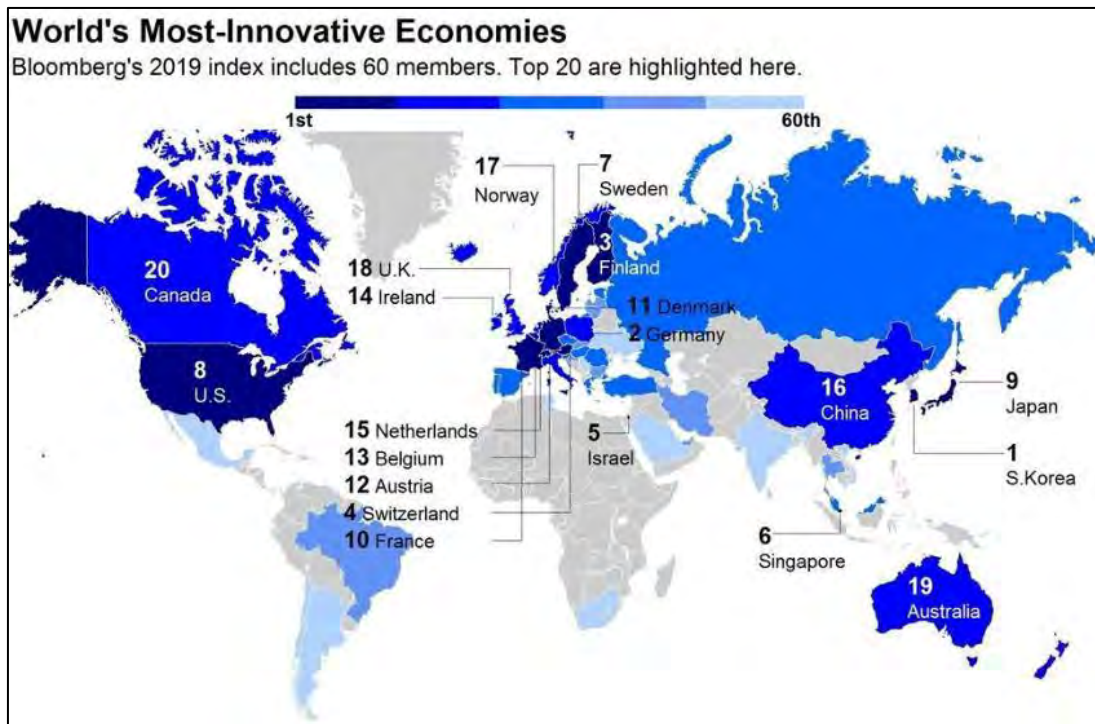 World's Most-Innovative Economies
Bloomberg's 2019 index includes 60 members. Top 20 are highlighted here.
1st 60th
17
Norway
7
Sweden
3
Finland
20
Canada
18 U.K.
14 Ireland
11 Denmark
2 Germany
8
U.S.
16
China
9
Japan
15 Netherlands
13 Belgium
12 Austria
4 Switzerland
10 France
5
Israel
1
S.Korea
6
Singapore
19
Australia